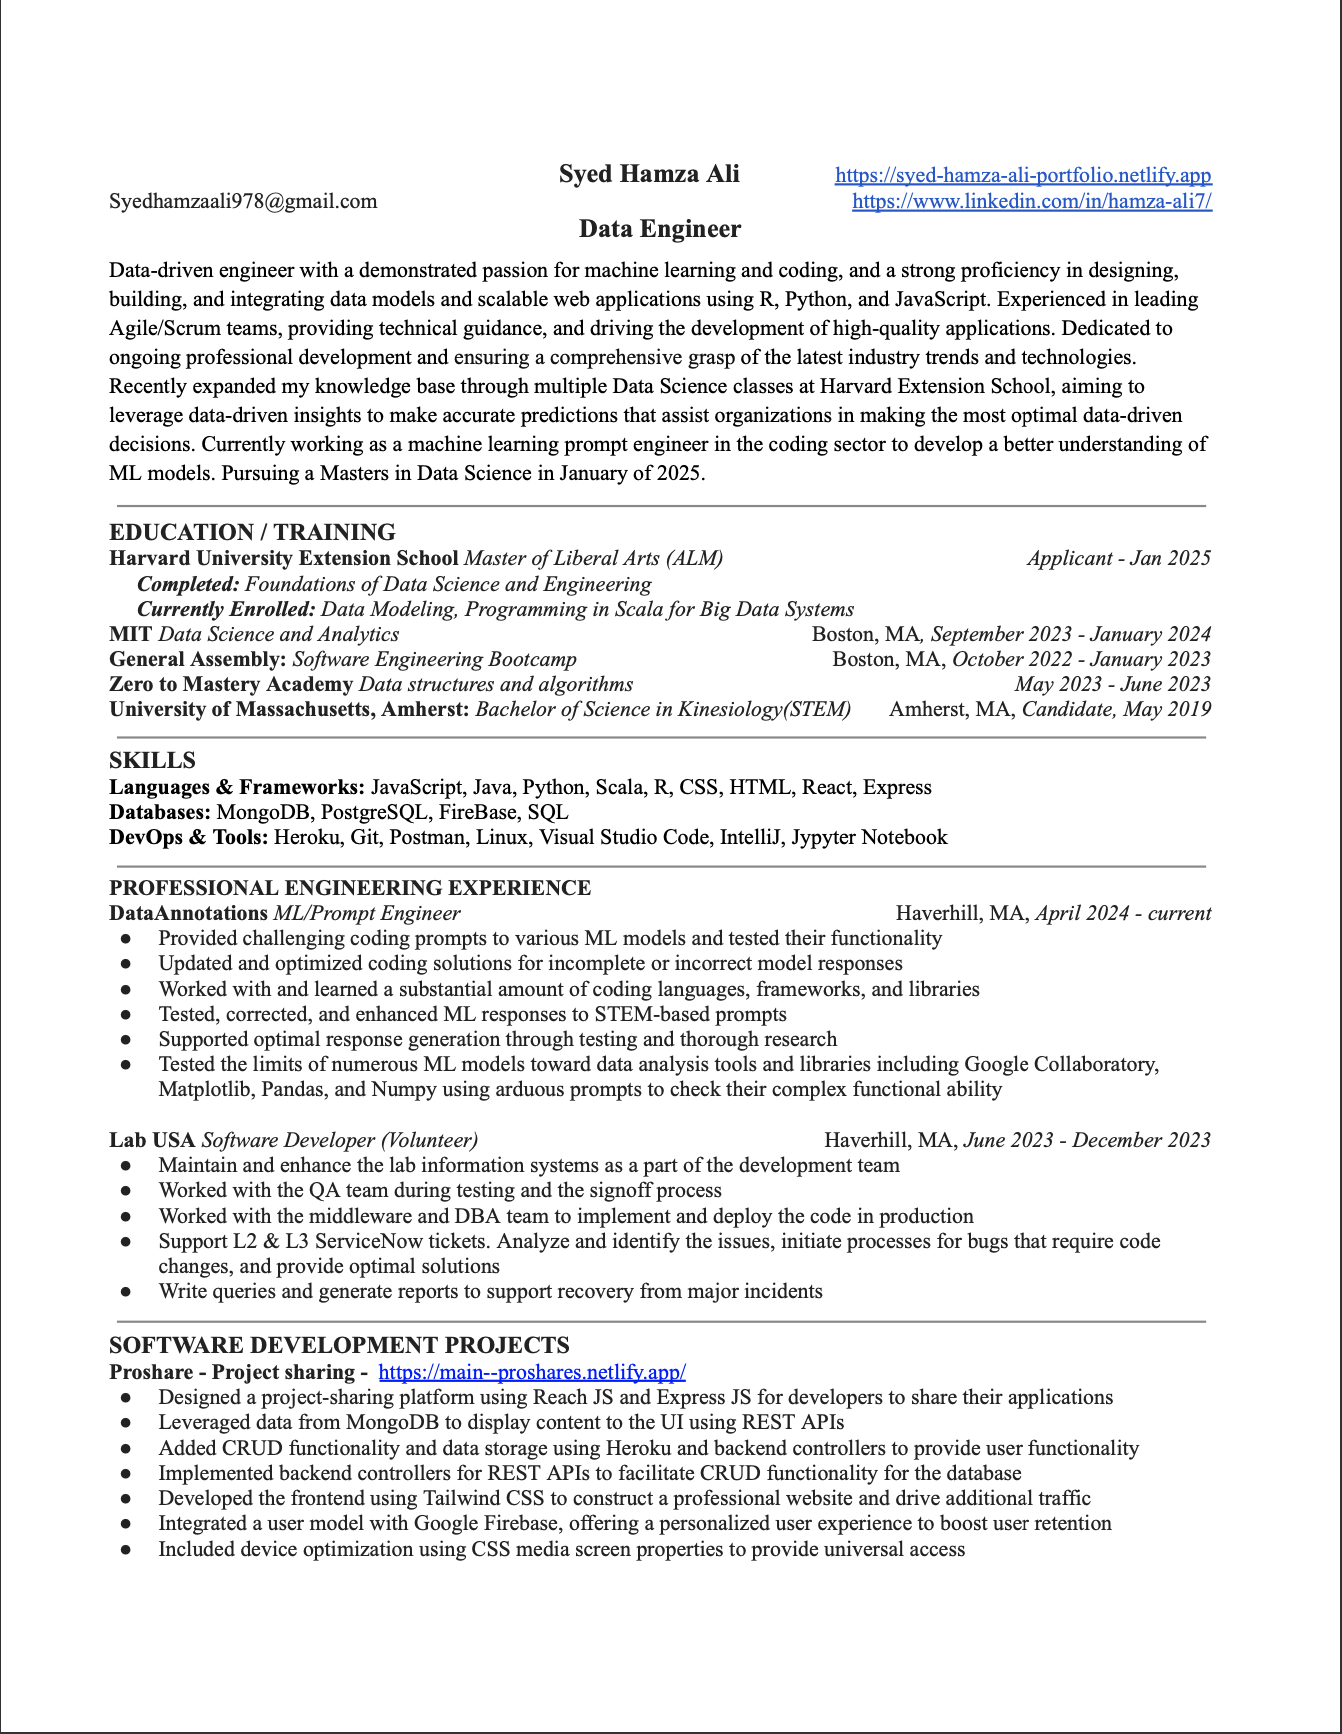 Syed Hamza Ali https://syed-hamza-ali-portfolio.netlify.app
Syedhamzaali978@gmail.com https://www.linkedin.com/in/hamza-ali7/
Data Engineer
Data-driven engineer with a demonstrated passion for machine learning and coding, and a strong proficiency in designing,
building, and integrating data models and scalable web applications using R, Python, and JavaScript. Experienced in leading
Agile/Scrum teams, providing technical guidance, and driving the development of high-quality applications. Dedicated to
ongoing professional development and ensuring a comprehensive grasp of the latest industry trends and technologies.
Recently expanded my knowledge base through multiple Data Science classes at Harvard Extension School, aiming to
leverage data-driven insights to make accurate predictions that assist organizations in making the most optimal data-driven
decisions. Currently working as a machine learning prompt engineer in the coding sector to develop a better understanding of
ML models. Pursuing a Masters in Data Science in January of 2025.
EDUCATION / TRAINING
Harvard University Extension School Master of Liberal Arts (ALM) Applicant - Jan 2025
Completed: Foundations of Data Science and Engineering
Currently Enrolled: Data Modeling, Programming in Scala for Big Data Systems
MIT Data Science and Analytics Boston, MA, September 2023 - January 2024
General Assembly: Software Engineering Bootcamp Boston, MA, October 2022 - January 2023
Zero to Mastery Academy Data structures and algorithms May 2023 - June 2023
University of Massachusetts, Amherst: Bachelor of Science in Kinesiology(STEM) Amherst, MA, Candidate, May 2019
SKILLS
Languages & Frameworks: JavaScript, Java, Python, Scala, R, CSS, HTML, React, Express
Databases: MongoDB, PostgreSQL, FireBase, SQL
DevOps & Tools: Heroku, Git, Postman, Linux, Visual Studio Code, IntelliJ, Jypyter Notebook
PROFESSIONAL ENGINEERING EXPERIENCE
DataAnnotations ML/Prompt Engineer Haverhill, MA, April 2024 - current
● Provided challenging coding prompts to various ML models and tested their functionality
● Updated and optimized coding solutions for incomplete or incorrect model responses
● Worked with and learned a substantial amount of coding languages, frameworks, and libraries
● Tested, corrected, and enhanced ML responses to STEM-based prompts
● Supported optimal response generation through testing and thorough research
● Tested the limits of numerous ML models toward data analysis tools and libraries including Google Collaboratory,
Matplotlib, Pandas, and Numpy using arduous prompts to check their complex functional ability
Lab USA Software Developer (Volunteer) Haverhill, MA, June 2023 - December 2023
● Maintain and enhance the lab information systems as a part of the development team
● Worked with the QA team during testing and the signoff process
● Worked with the middleware and DBA team to implement and deploy the code in production
● Support L2 & L3 ServiceNow tickets. Analyze and identify the issues, initiate processes for bugs that require code
changes, and provide optimal solutions
● Write queries and generate reports to support recovery from major incidents
SOFTWARE DEVELOPMENT PROJECTS
Proshare - Project sharing - https://main--proshares.netlify.app/
● Designed a project-sharing platform using Reach JS and Express JS for developers to share their applications
● Leveraged data from MongoDB to display content to the UI using REST APIs
● Added CRUD functionality and data storage using Heroku and backend controllers to provide user functionality
● Implemented backend controllers for REST APIs to facilitate CRUD functionality for the database
● Developed the frontend using Tailwind CSS to construct a professional website and drive additional traffic
● Integrated a user model with Google Firebase, offering a personalized user experience to boost user retention
● Included device optimization using CSS media screen properties to provide universal access